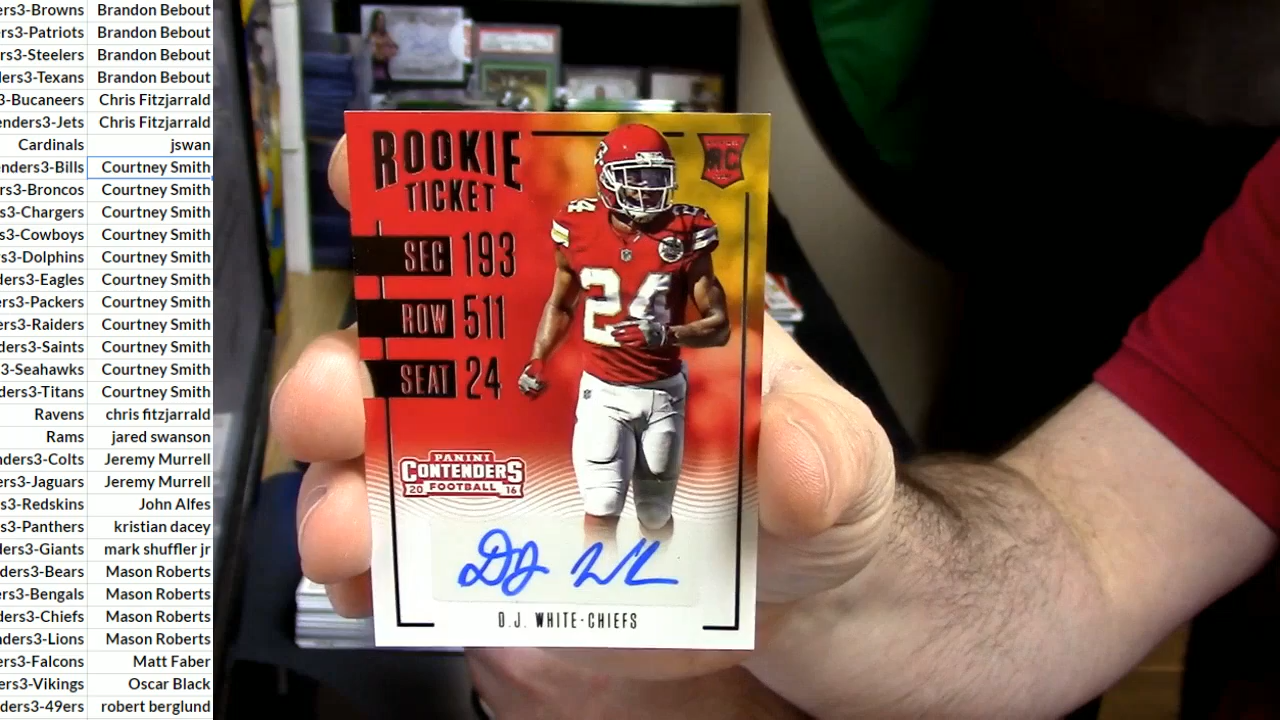 ers3-Browns Brandon Bebout
ers3-Patriots Brandon Bebout
ers3-Steelers Brandon Bebout
ders3-Texans Brandon Bebout
3-Bucaneers Chris Fitzjarrald
enders3-Jets Chris Fitzjarrald
Cardinals jswan
enders3-Bills Courtney Smith
rs3-Broncos Courtney Smith
s3-Chargers Courtney Smith
s3-Cowboys Courtney Smith
rs3-Dolphins Courtney Smith
ders3-Eagles Courtney Smith
rs3-Packers Courtney Smith
ers3-Raiders Courtney Smith
ders3-Saints Courtney Smith
3-Seahawks Courtney Smith
ders3-Titans Courtney Smith
Ravens chris fitzjarrald
Rams jared swanson
nders3-Colts Jeremy Murrell
rs3-Jaguars Jeremy Murrell
s3-Redskins John Alfes
s3-Panthers kristian dacey
ders3-Giants mark shuffler jr
ders3-Bears Mason Roberts
ers3-Bengals Mason Roberts
ders3-Chiefs Mason Roberts
nders3-Lions Mason Roberts
ers3-Falcons Matt Faber
ers3-Vikings Oscar Black
ders3-49ers robert berglund
ROOKIE
TICKET
RC
SEC 193
ROW 511
SEAT 24
24
PANINI
CONTENDERS
20 FOOTBALL 16
D.J. WHITE-CHIEFS